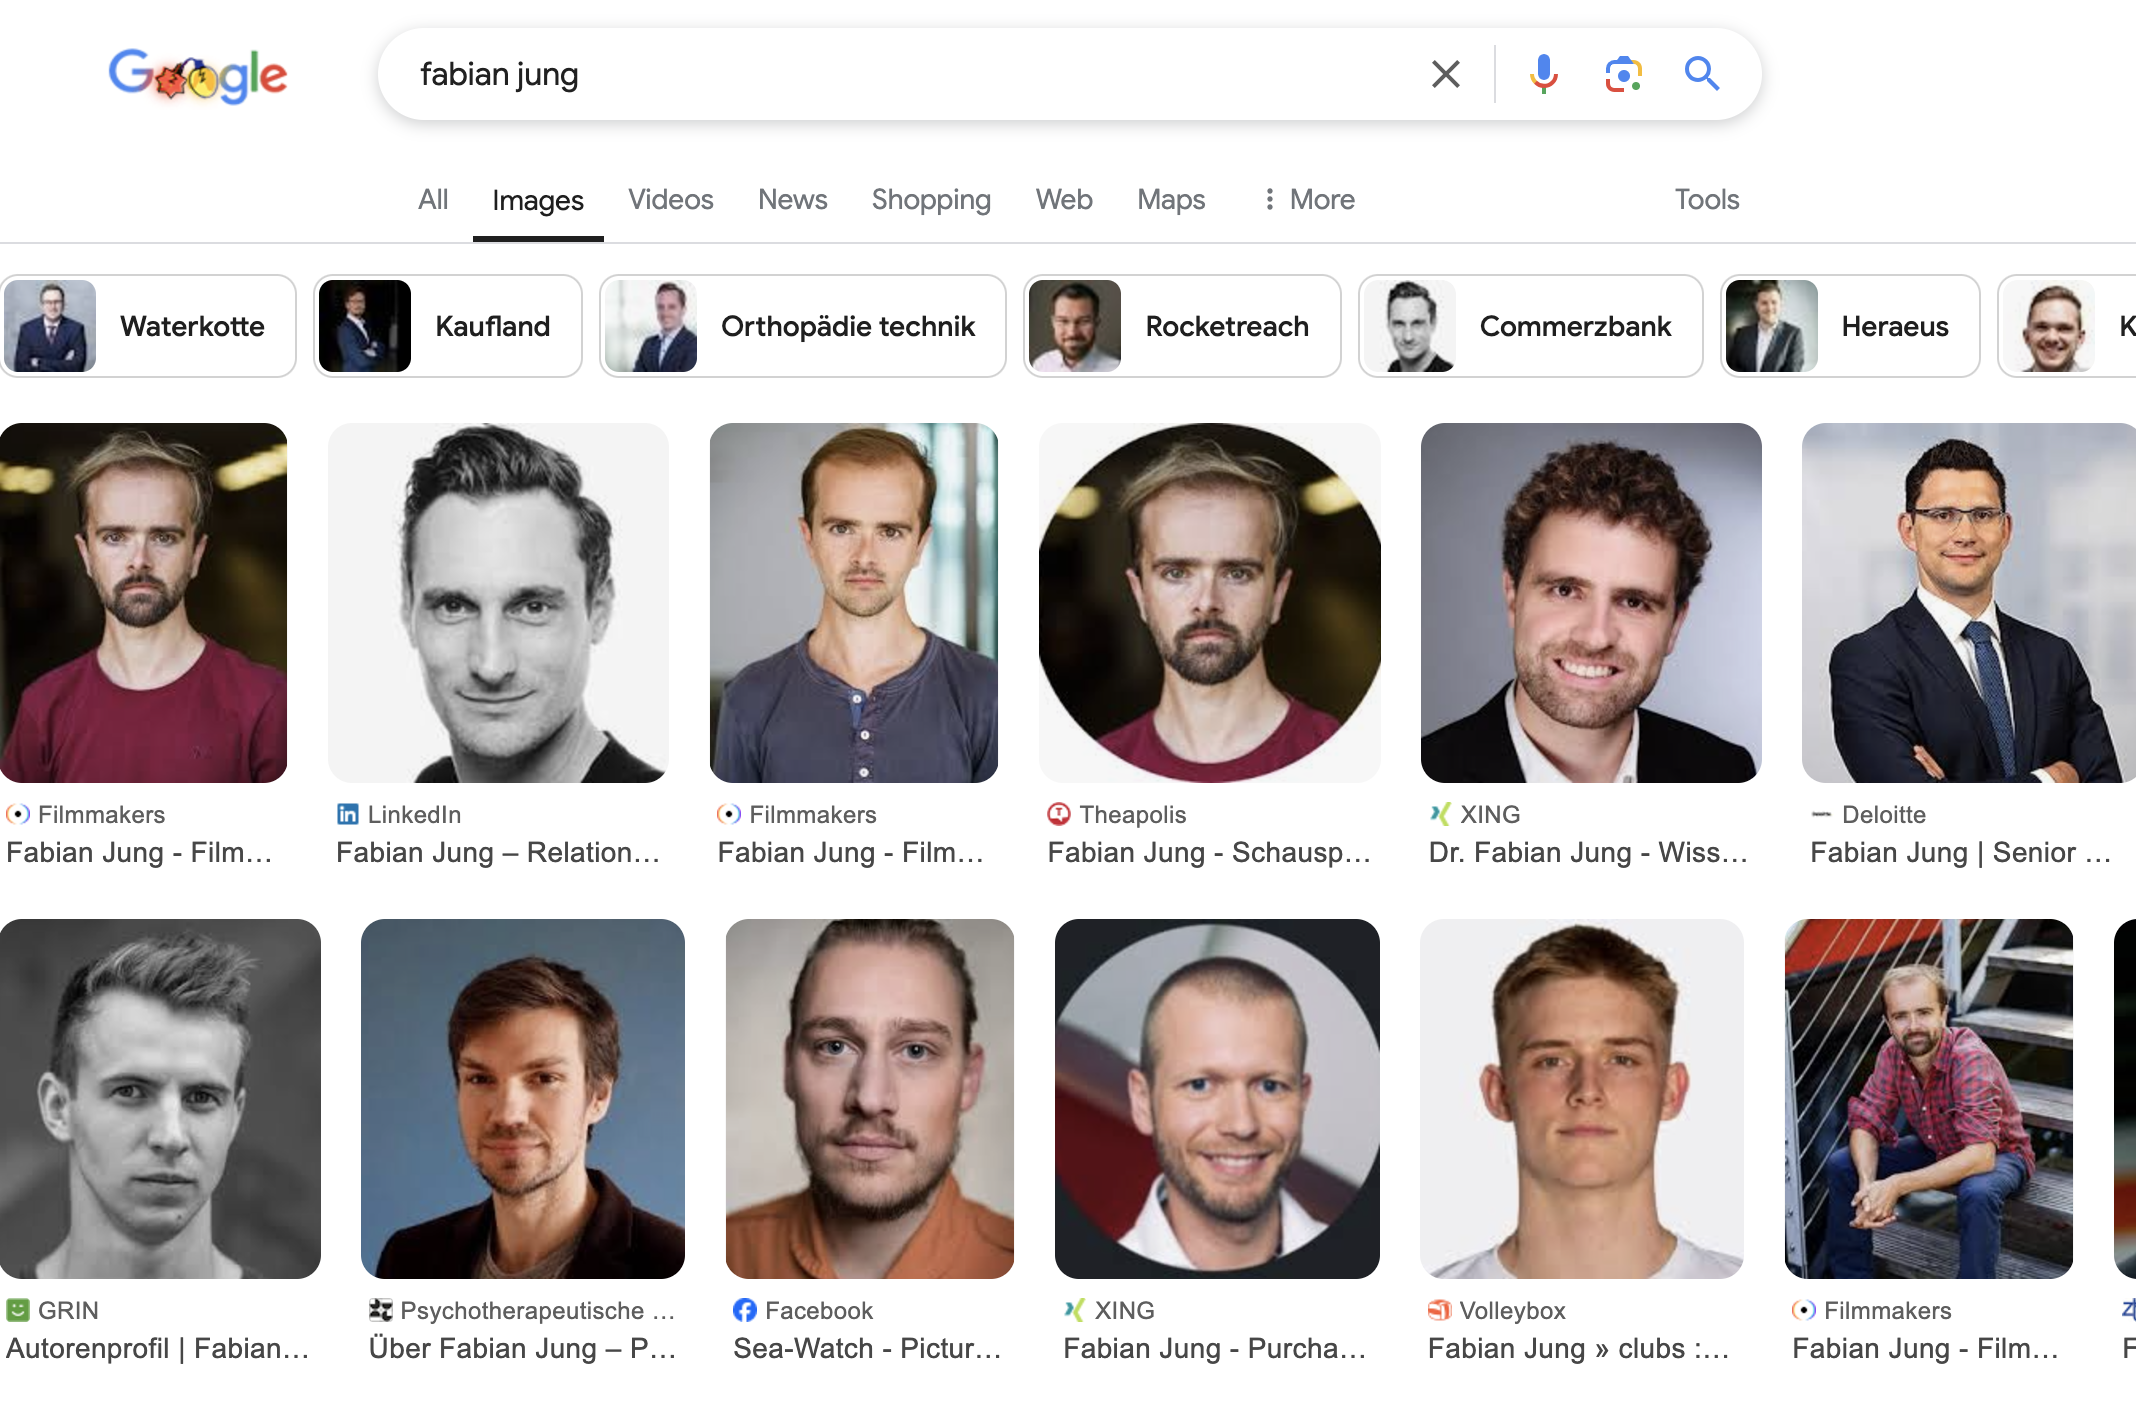 Google
fabian jung
All Images Videos News Shopping Web Maps More Tools
Waterkotte Kaufland Orthopädie technik Rocketreach Commerzbank Heraeus K
Filmmakers LinkedIn Filmmakers Theapolis XING Deloitte
Fabian Jung - Film... Fabian Jung – Relation... Fabian Jung - Film... Fabian Jung - Schausp... Dr. Fabian Jung - Wiss... Fabian Jung | Senior ...
GRIN Psychotherapeutische ... Facebook XING Volleybox Filmmakers
Autorenprofil | Fabian... Über Fabian Jung – P... Sea-Watch - Pictur... Fabian Jung - Purcha... Fabian Jung » clubs :... Fabian Jung - Film... F